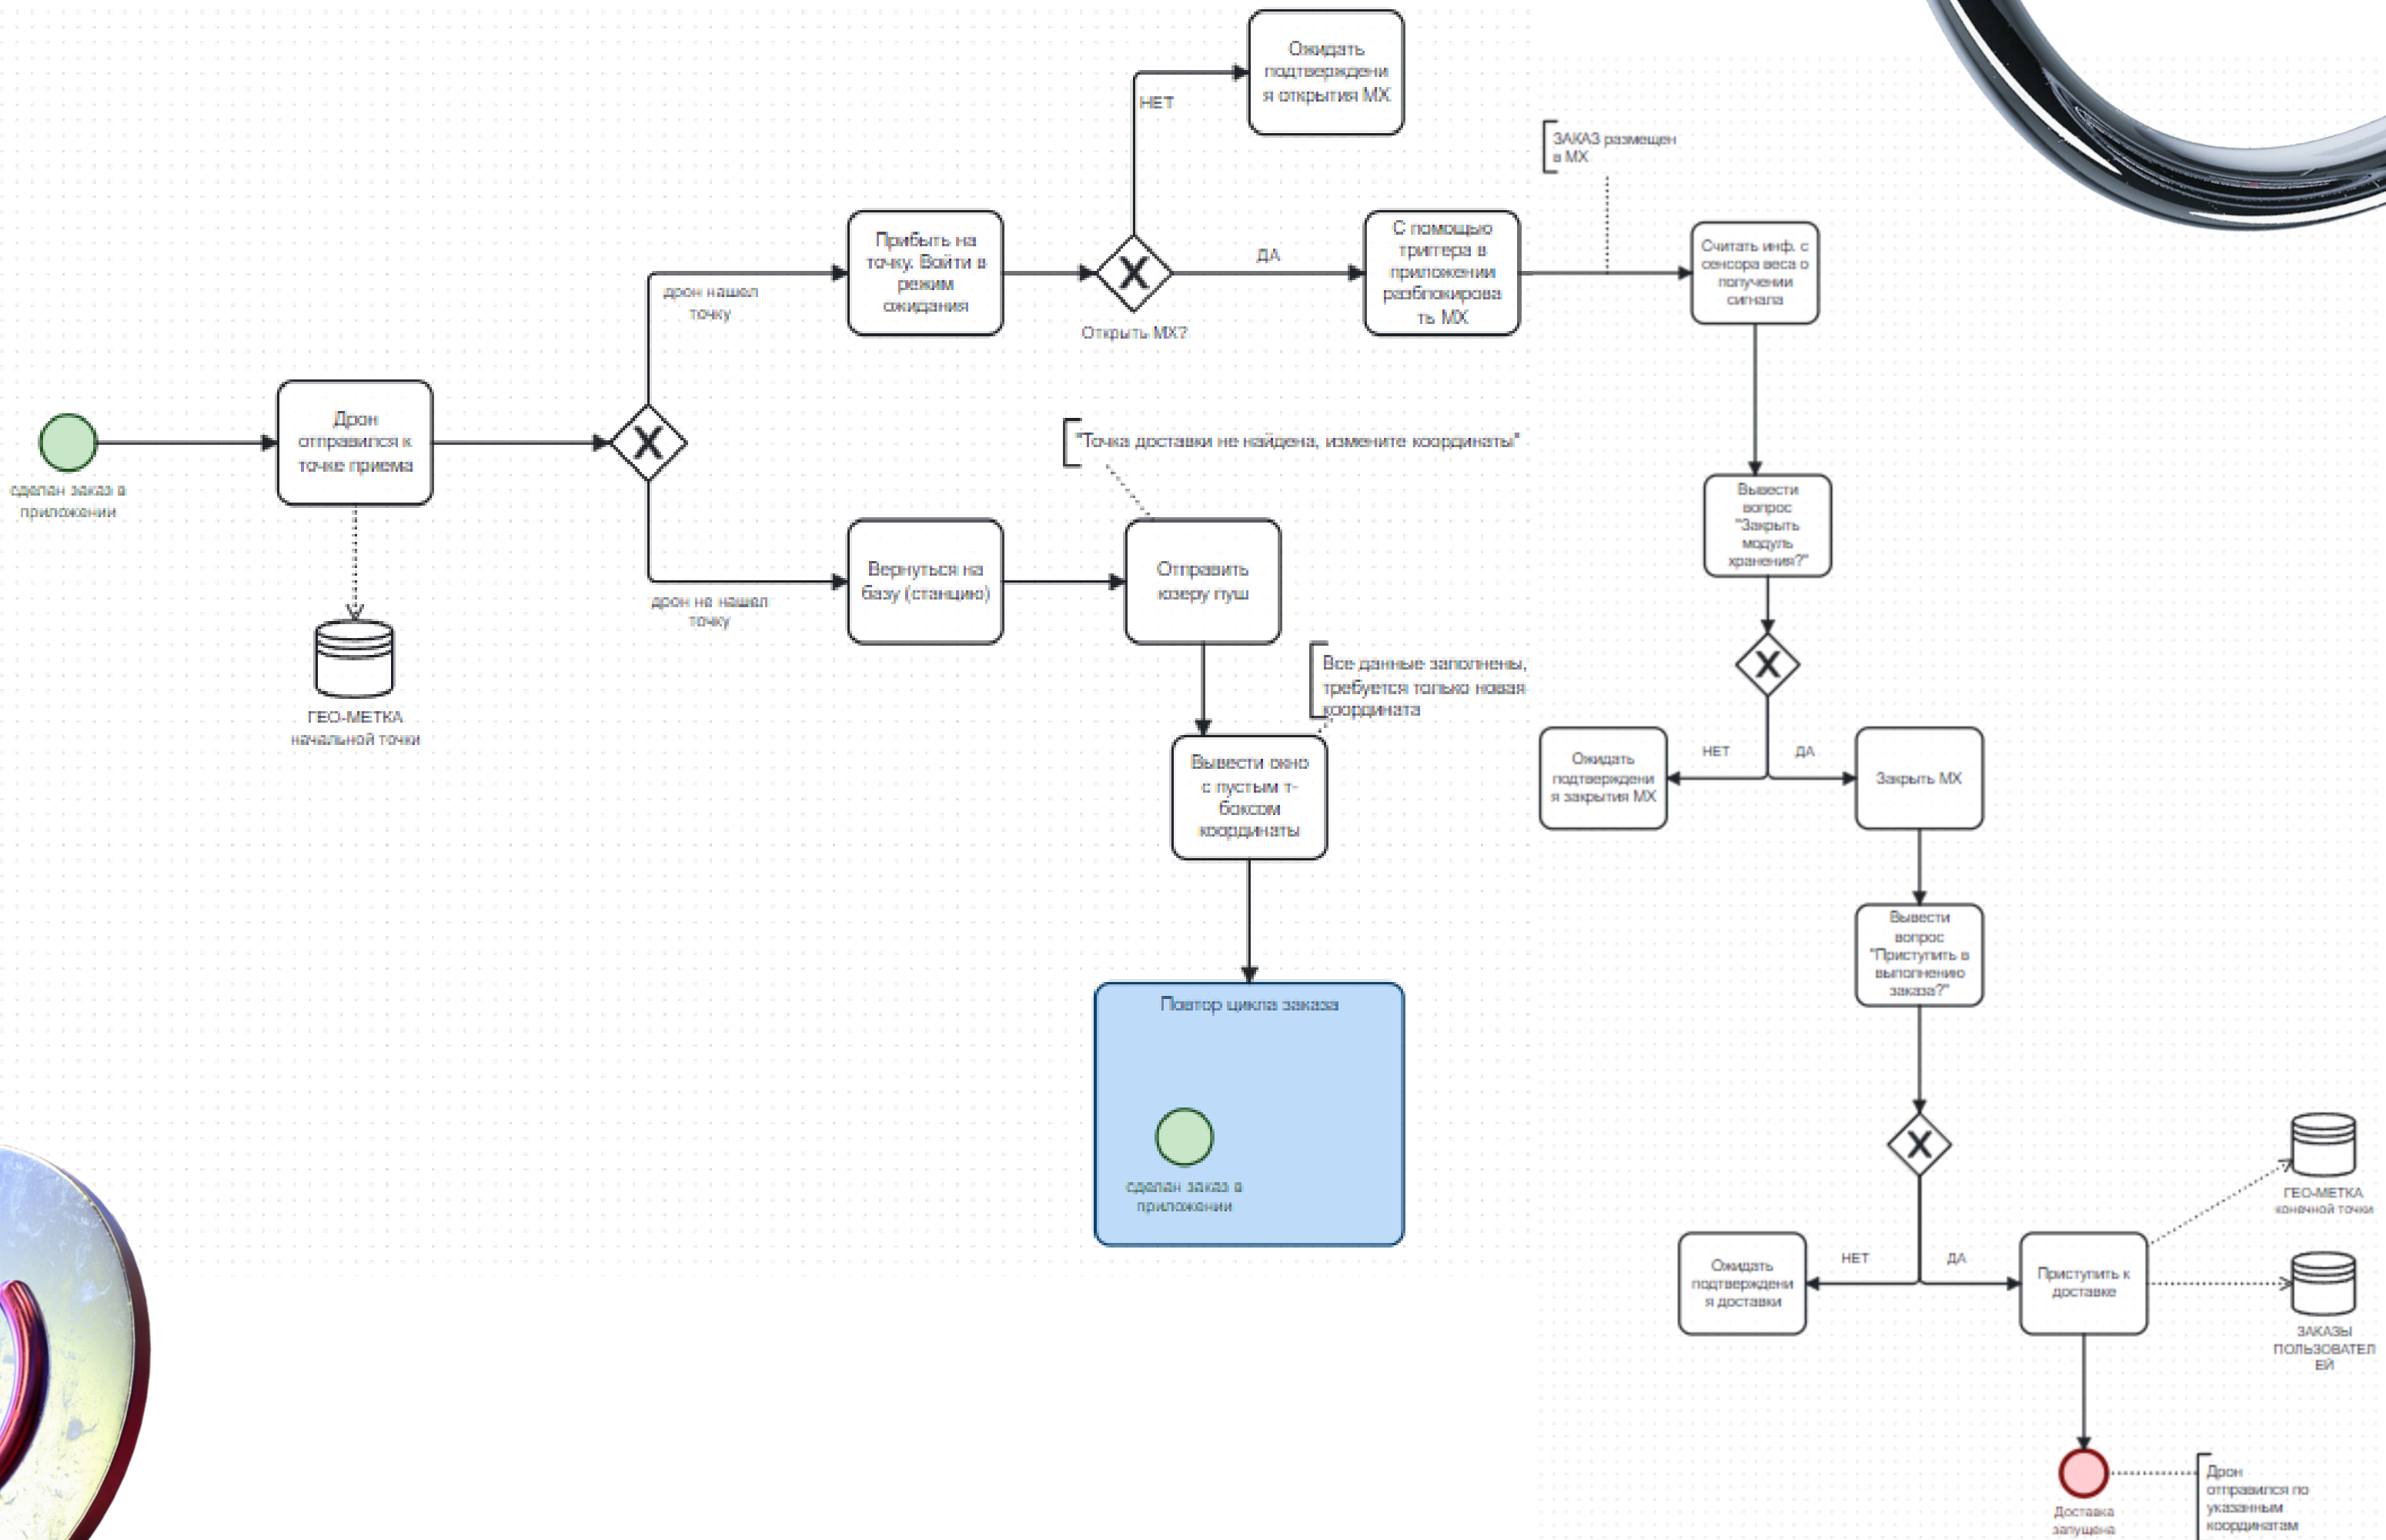 Ожидать
подтверждени
я открытия МХ
НЕТ
ЗАКАЗ размещен
в МХ
Прибыть на
точку. Войти в
режим
ожидания
ДА
С помощью
триггера в
приложении
разблокирова
ть МХ
Считать инф. с
сенсора веса о
получении
сигнала
дрон нашел
точку
Открыть МХ?
Дрон
отправился к
точке приема
сделан заказ в
приложении
"Точка доставки не найдена, измените координаты"
Вывести
вопрос
"Закрыть
модуль
хранения?"
Вернуться на
базу (станцию)
Отправить
юзеру пуш
дрон не нашел
точку
ГЕО-МЕТКА
начальной точки
Все данные заполнены,
требуется только новая
координата
Вывести окно
с пустым т-
боксом
координаты
Ожидать
подтверждени
я закрытия МХ
НЕТ
ДА
Закрыть МХ
Вывести
вопрос
"Приступить в
выполнению
заказа?"
Повтор цикла заказа
сделан заказ в
приложении
ГЕО-МЕТКА
конечной точки
Ожидать
подтверждени
я доставки
НЕТ
ДА
Приступить к
доставке
ЗАКАЗЫ
ПОЛЬЗОВАТЕЛ
ЕЙ
Доставка
запущена
Дрон
отправился по
указанным
координатам